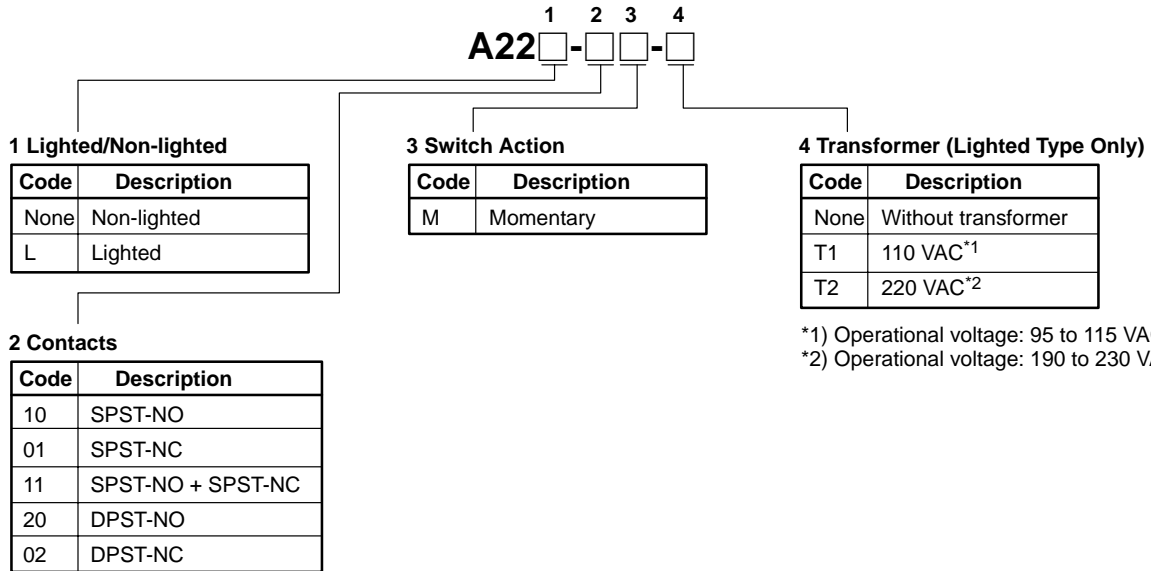 1 2 3 4
A22□-□□-□
1 Lighted/Non-lighted
Code Description
None Non-lighted
L Lighted
2 Contacts
Code Description
10 SPST-NO
01 SPST-NC
11 SPST-NO + SPST-NC
20 DPST-NO
02 DPST-NC
3 Switch Action
Code Description
M Momentary
4 Transformer (Lighted Type Only)
Code Description
None Without transformer
T1 110 VAC*1
T2 220 VAC*2
*1) Operational voltage: 95 to 115
*2) Operational voltage: 190 to 230